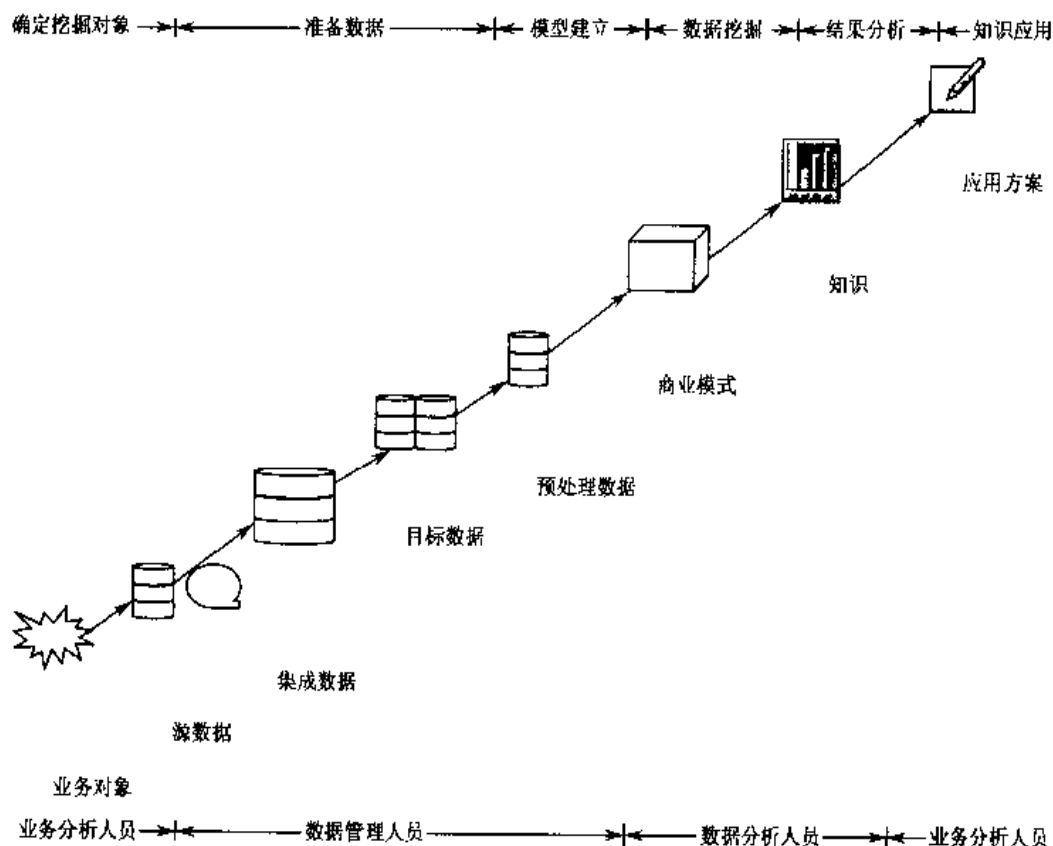 确定挖掘对象 准备数据 模型建立 数据挖掘 结果分析 知识应用
应用方案
知识
商业模式
预处理数据
目标数据
集成数据
源数据
业务对象
业务分析人员 数据管理人员 数据分析人员 业务分析人员